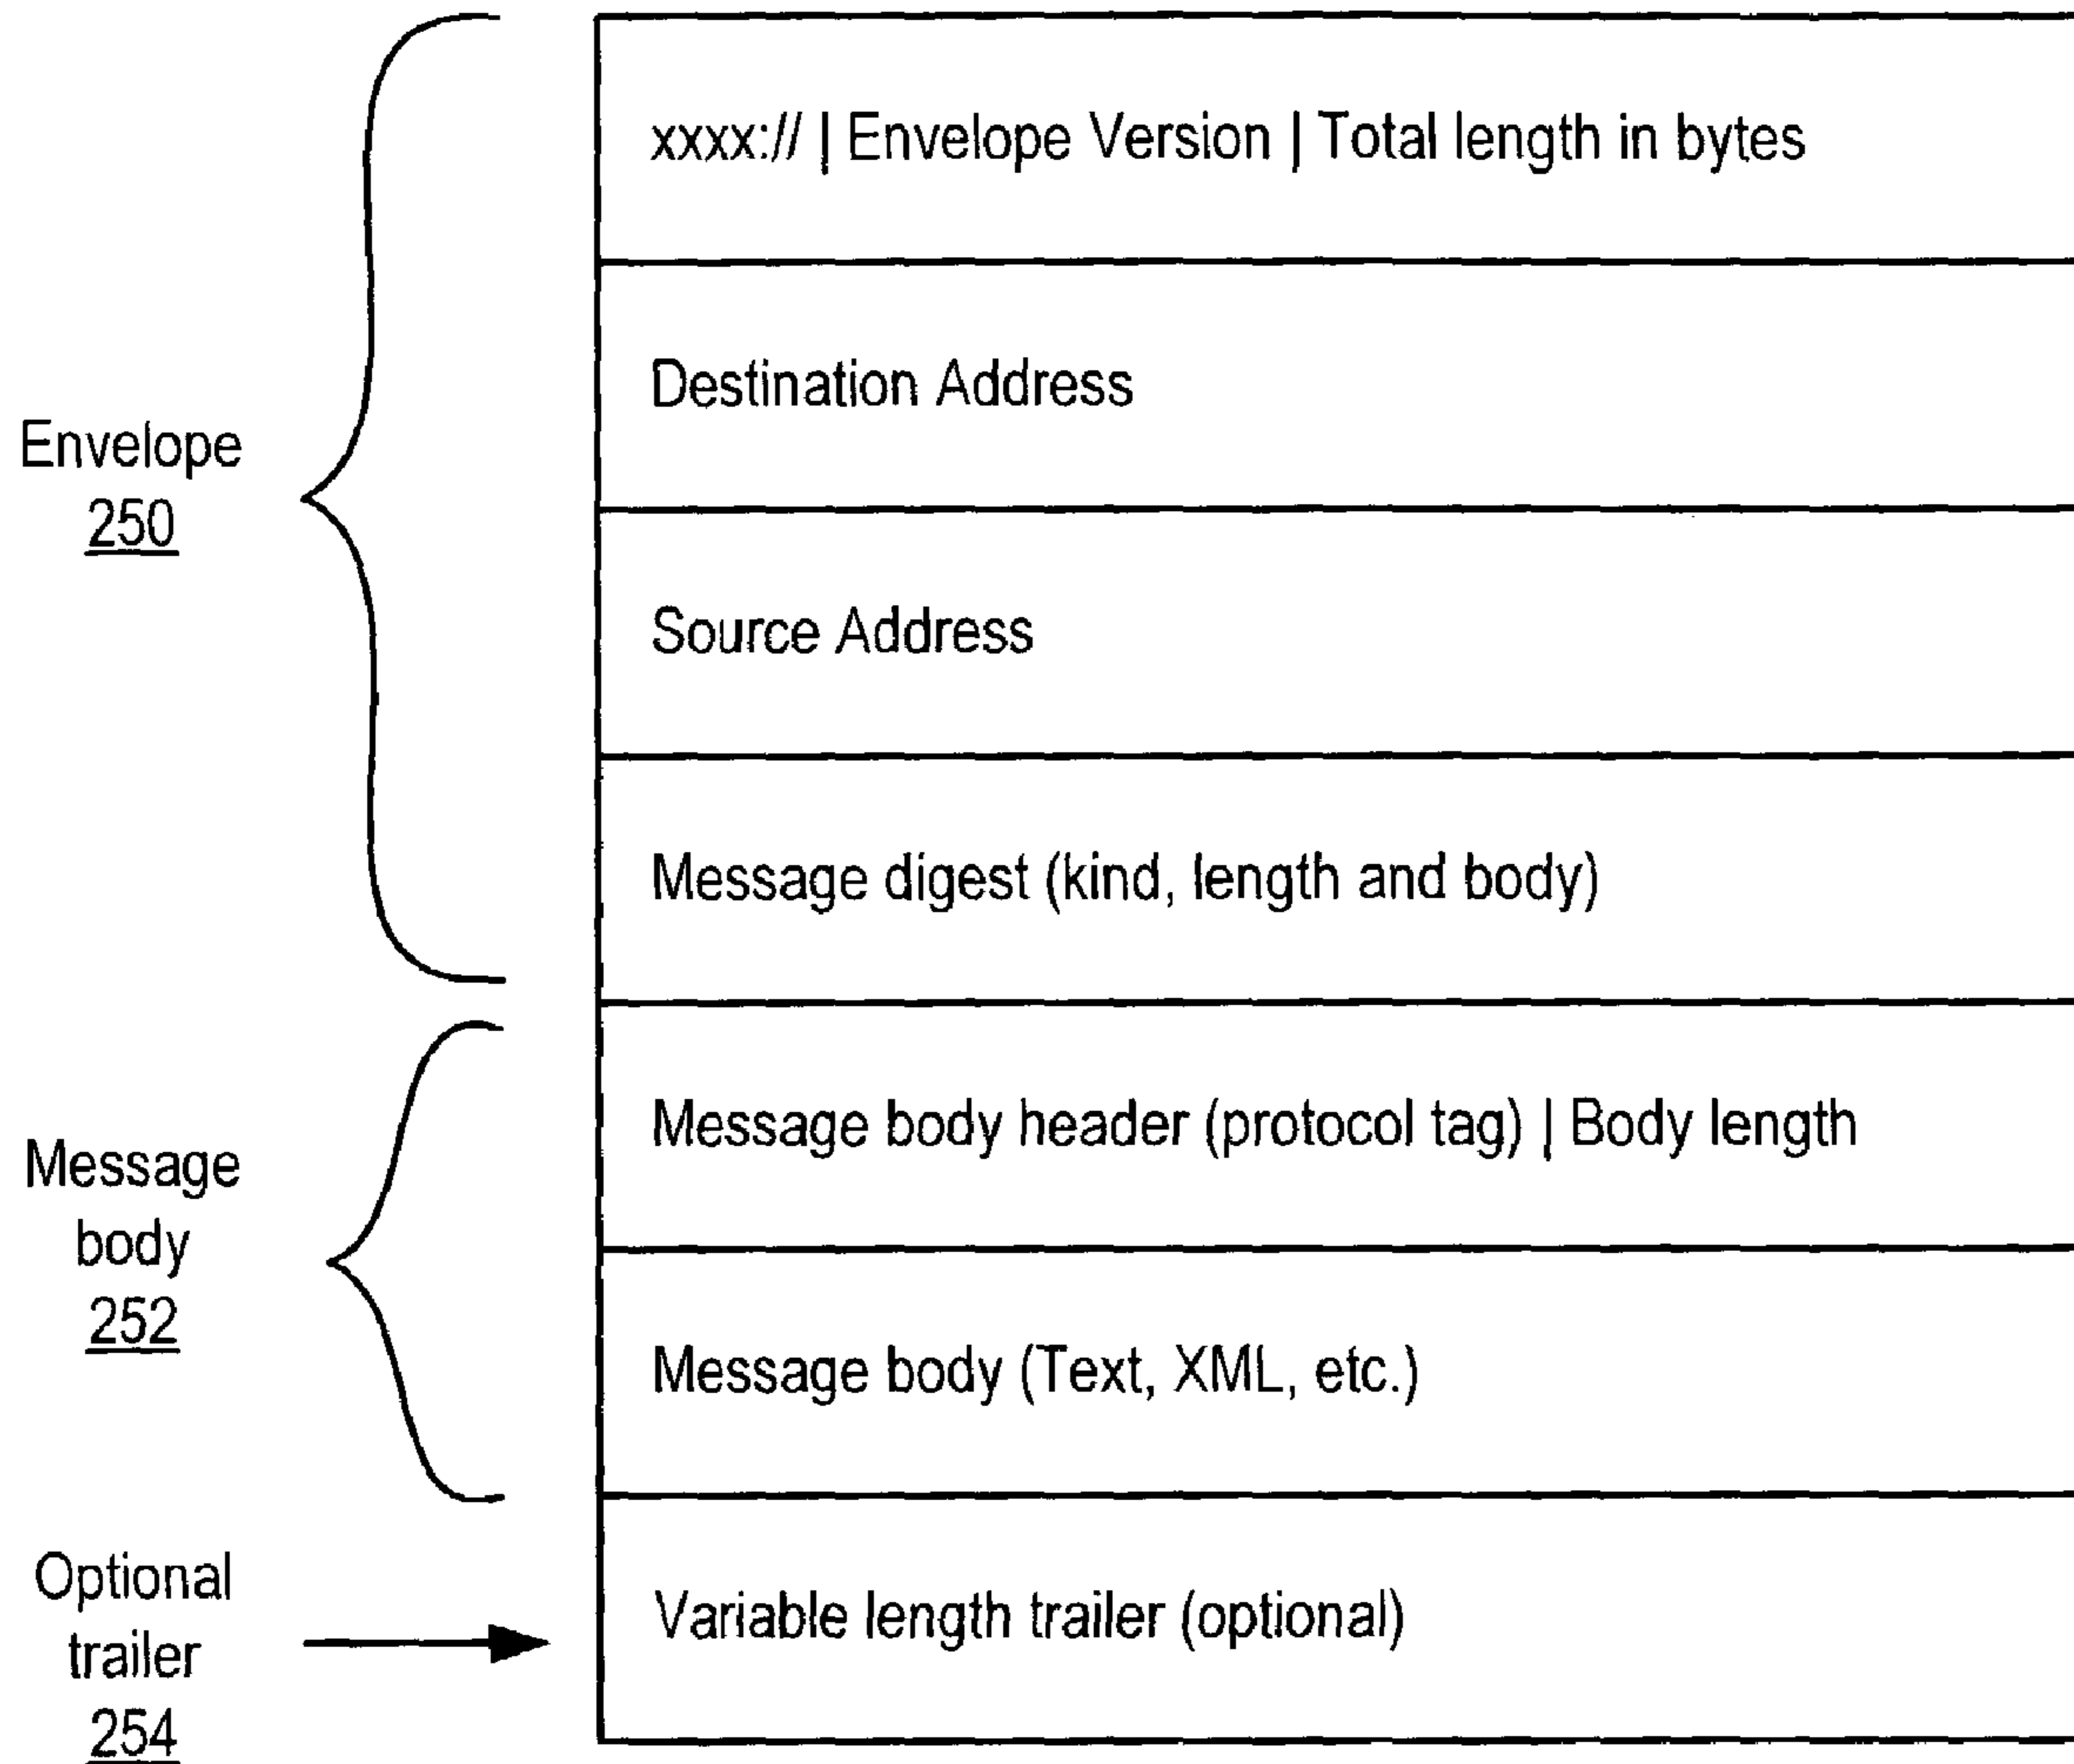 xxxx:// | Envelope Version | Total length in bytes
Destination Address
Envelope
250
Source Address
Message digest (kind, length and body)
Message body header (protocol tag) | Body length
Message
body
252
Message body (Text, XML, etc.)
Optional
trailer
254
Variable length trailer (optional)